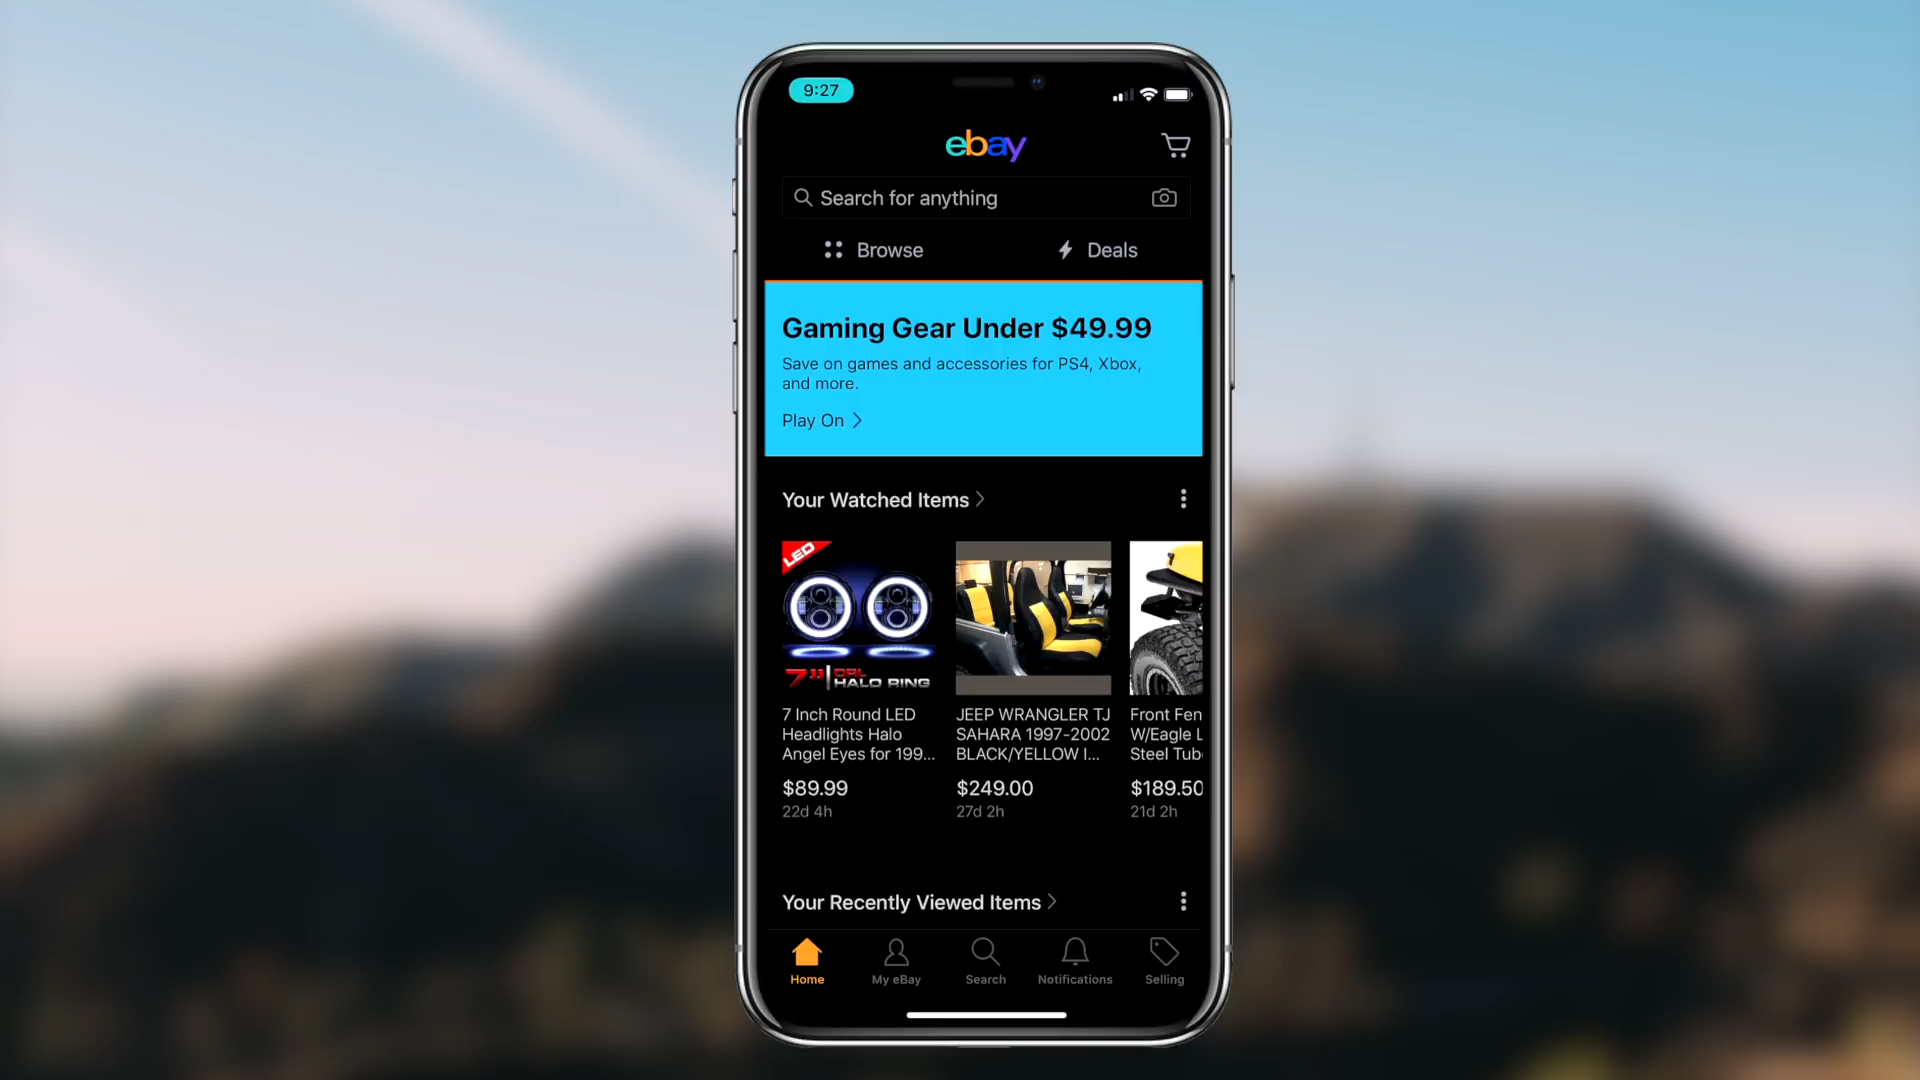 9:27
ebay
Search for anything
Browse
Deals
Gaming Gear Under $49.99
Save on games and accessories for PS4, Xbox,
and more.
Play On
Your Watched Items
LED
7" DRL
HALO RING
7 Inch Round LED
Headlights Halo
Angel Eyes for 199...
$89.99
22d 4h
JEEP WRANGLER TJ
SAHARA 1997-2002
BLACK/YELLOW I...
$249.00
27d 2h
Front Fen
W/Eagle L
Steel Tub
$189.50
21d 2h
Your Recently Viewed Items
Home
My eBay
Search
Notifications
Selling